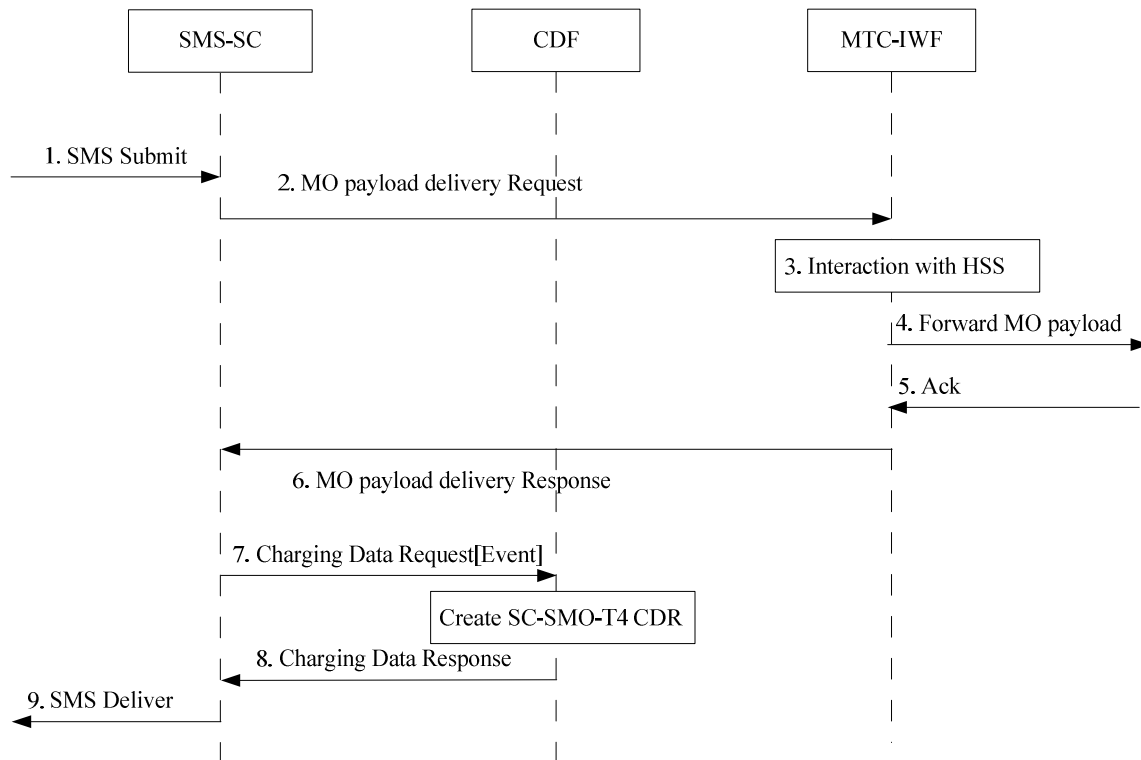 SMS-SC
CDF
MTC-IWF
1. SMS Submit
2. MO payload delivery Request
3. Interaction with HSS
4. Forward MO payload
5. Ack
6. MO payload delivery Response
7. Charging Data Request[Event]
Create SC-SMO-T4 CDR
8. Charging Data Response
9. SMS Deliver